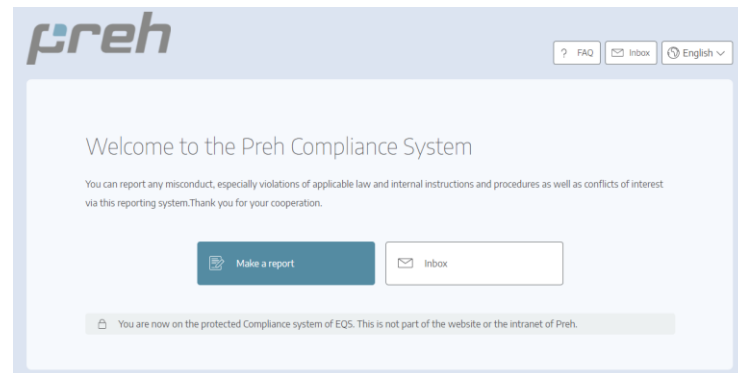 preh
? FAQ Inbox English
Welcome to the Preh Compliance System
You can report any misconduct, especially violations of applicable law and internal instructions and procedures as well as conflicts of interest
via this reporting system.Thank you for your cooperation.
Make a report Inbox
You are now on the protected Compliance system of EQS. This is not part of the website or the intranet of Preh.